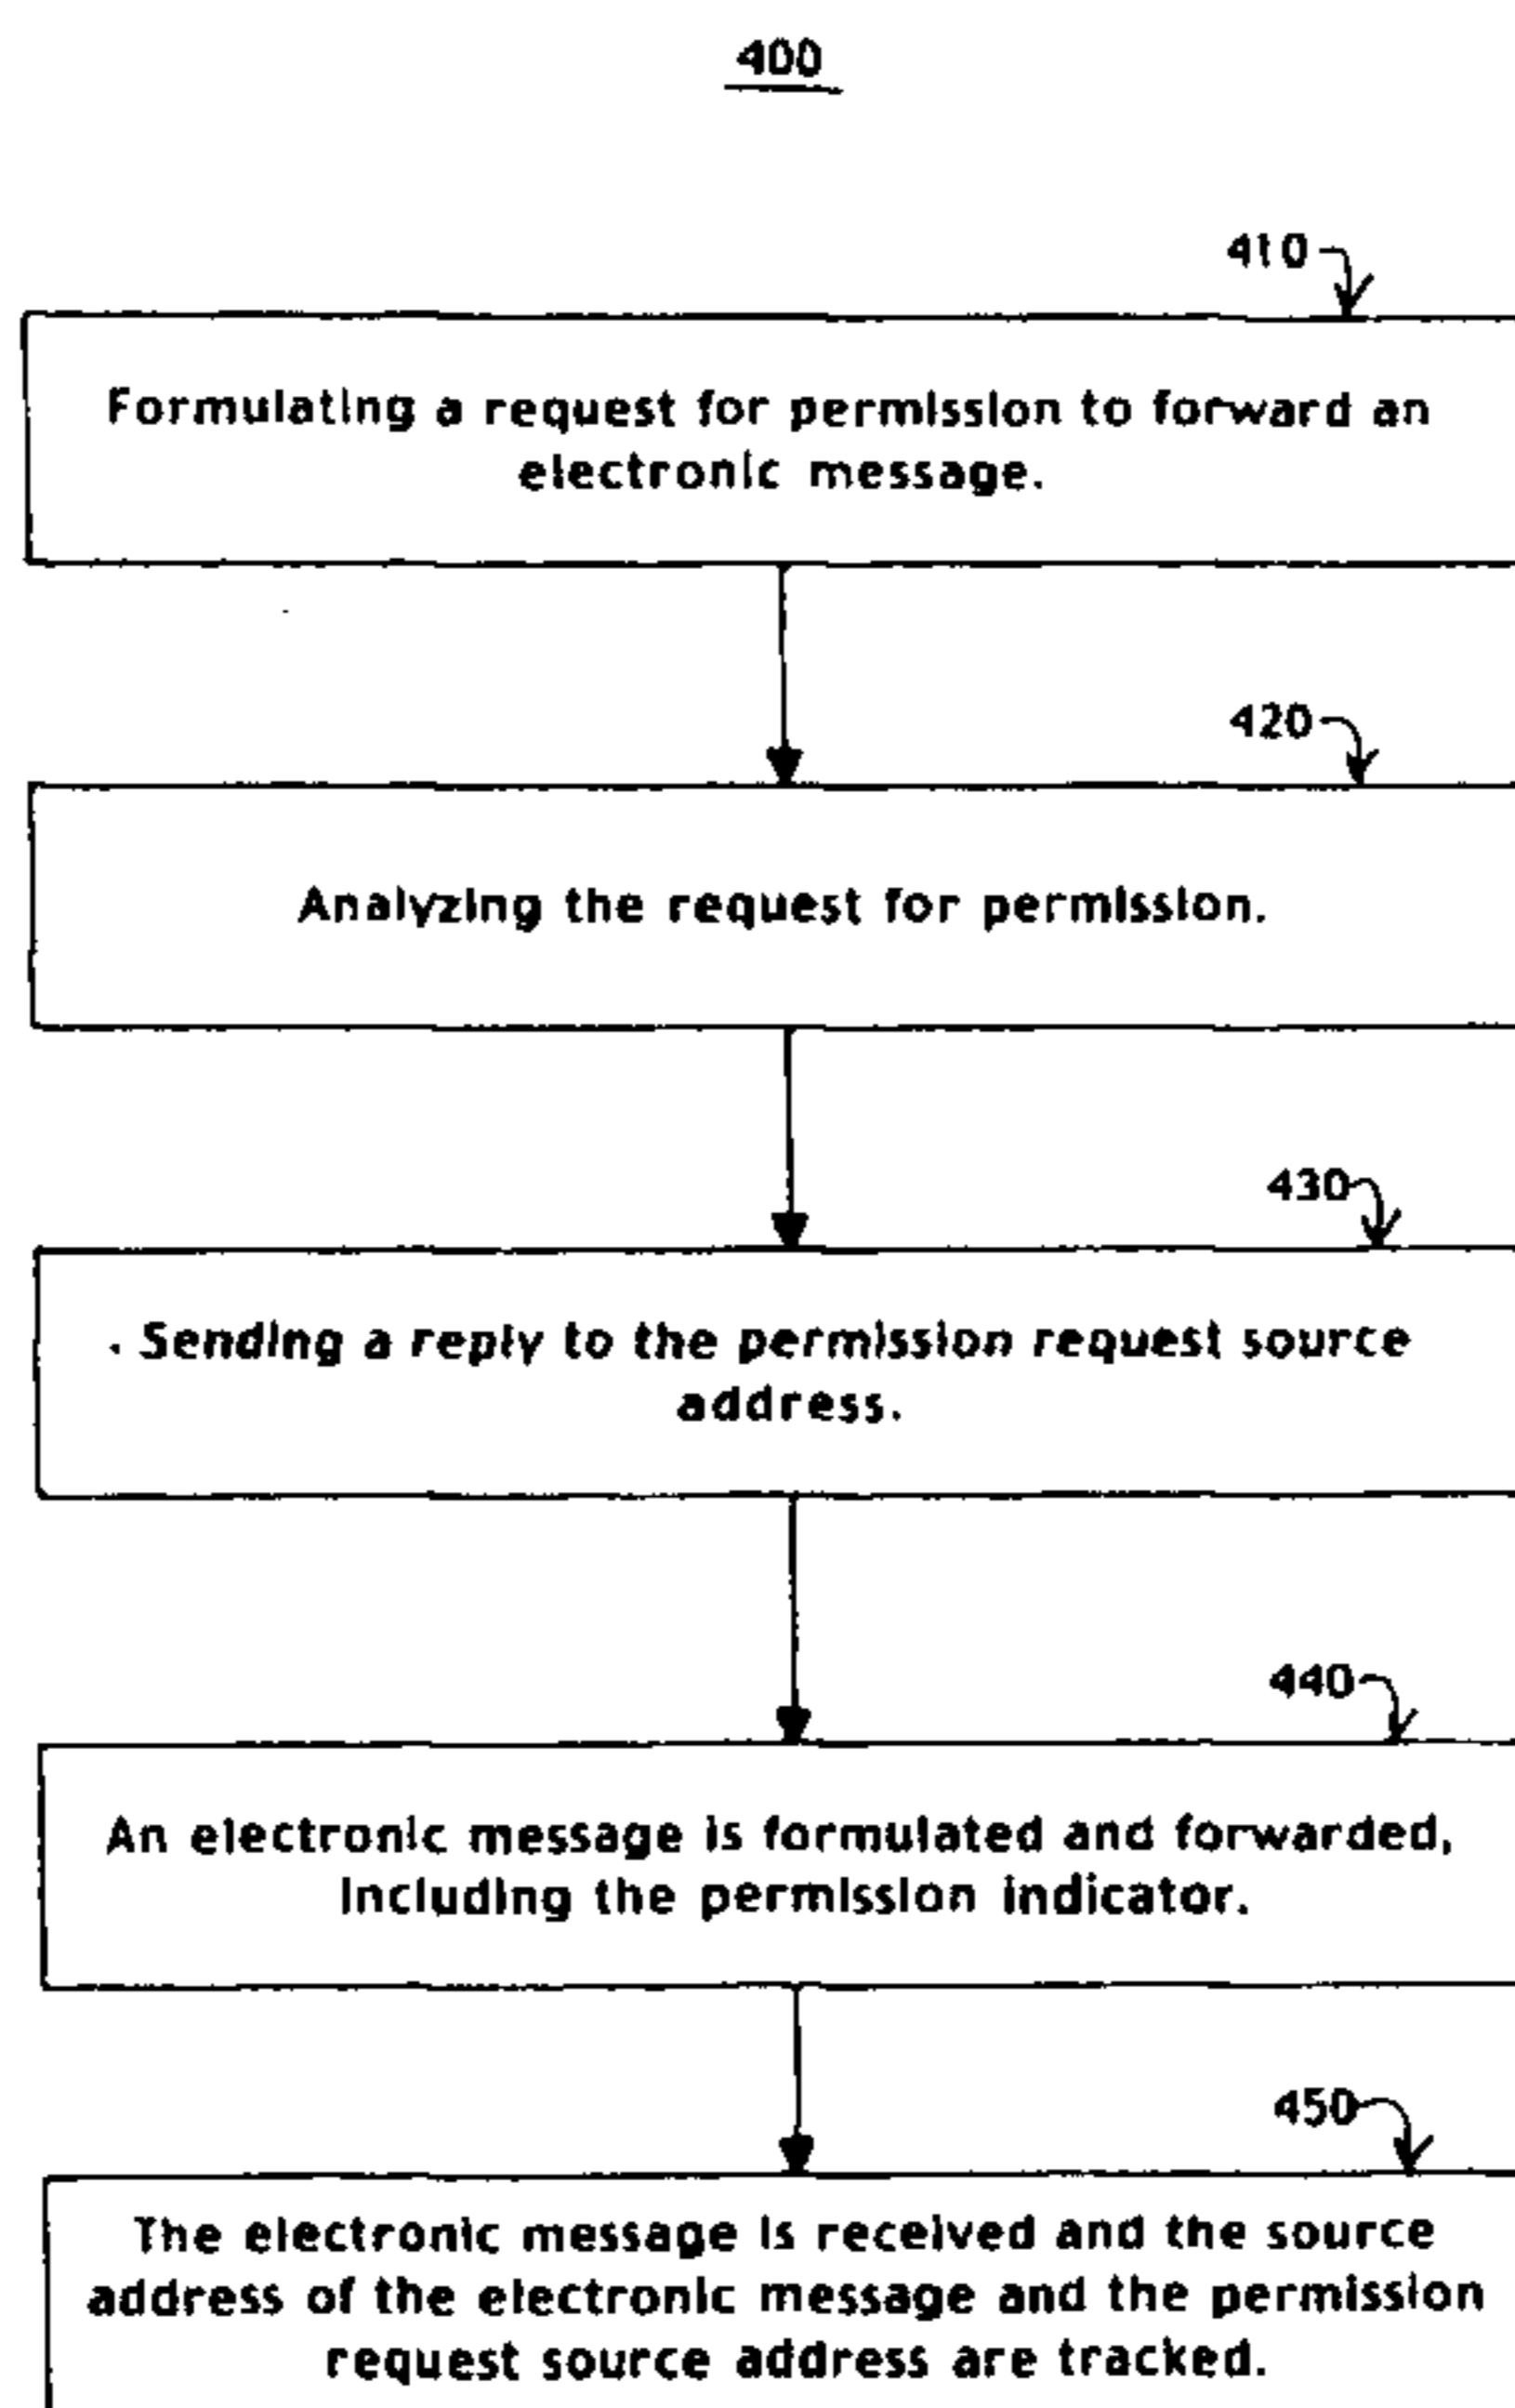 400
410
Formulating a request for permission to forward an
electronic message.
420
Analyzing the request for permission.
430
Sending a reply to the permission request source
address.
440
An electronic message is formulated and forwarded,
including the permission indicator.
450
The electronic message is received and the source
address of the electronic message and the permission
request source address are tracked.